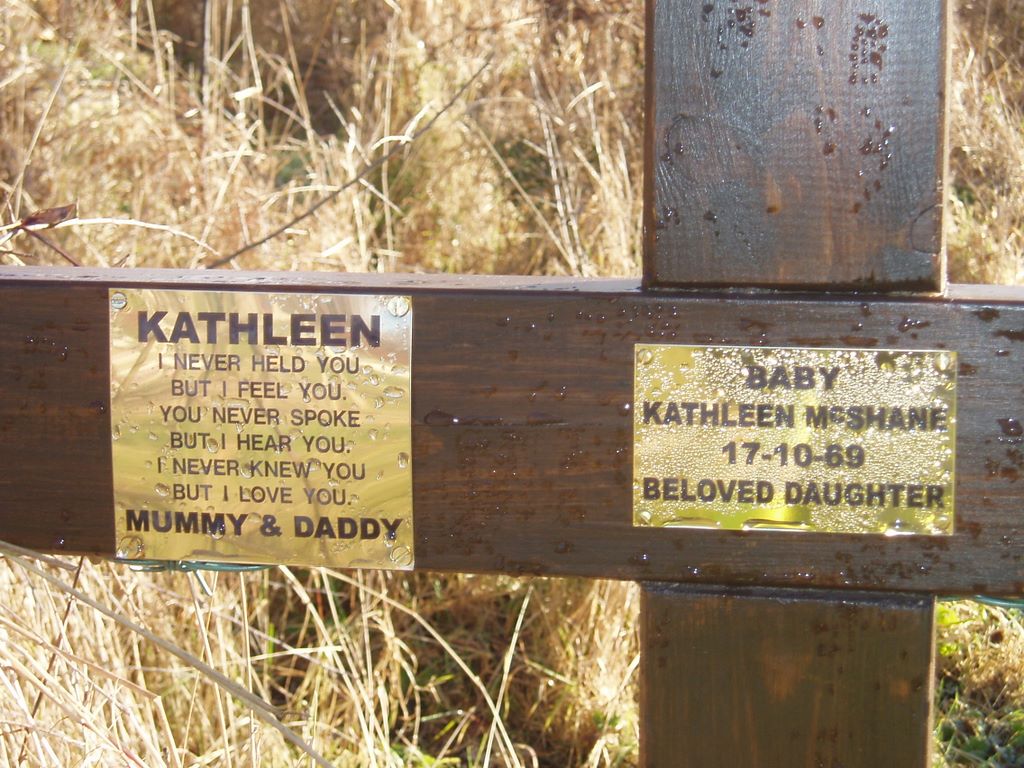 KATHLEEN
I NEVER HELD YOU
BUT I FEEL YOU.
YOU NEVER SPOKE
BUT I HEAR YOU.
I NEVER KNEW YOU
BUT I LOVE YOU.
MUMMY & DADDY
BABY
KATHLEEN McSHANE
17-10-69
BELOVED DAUGHTER